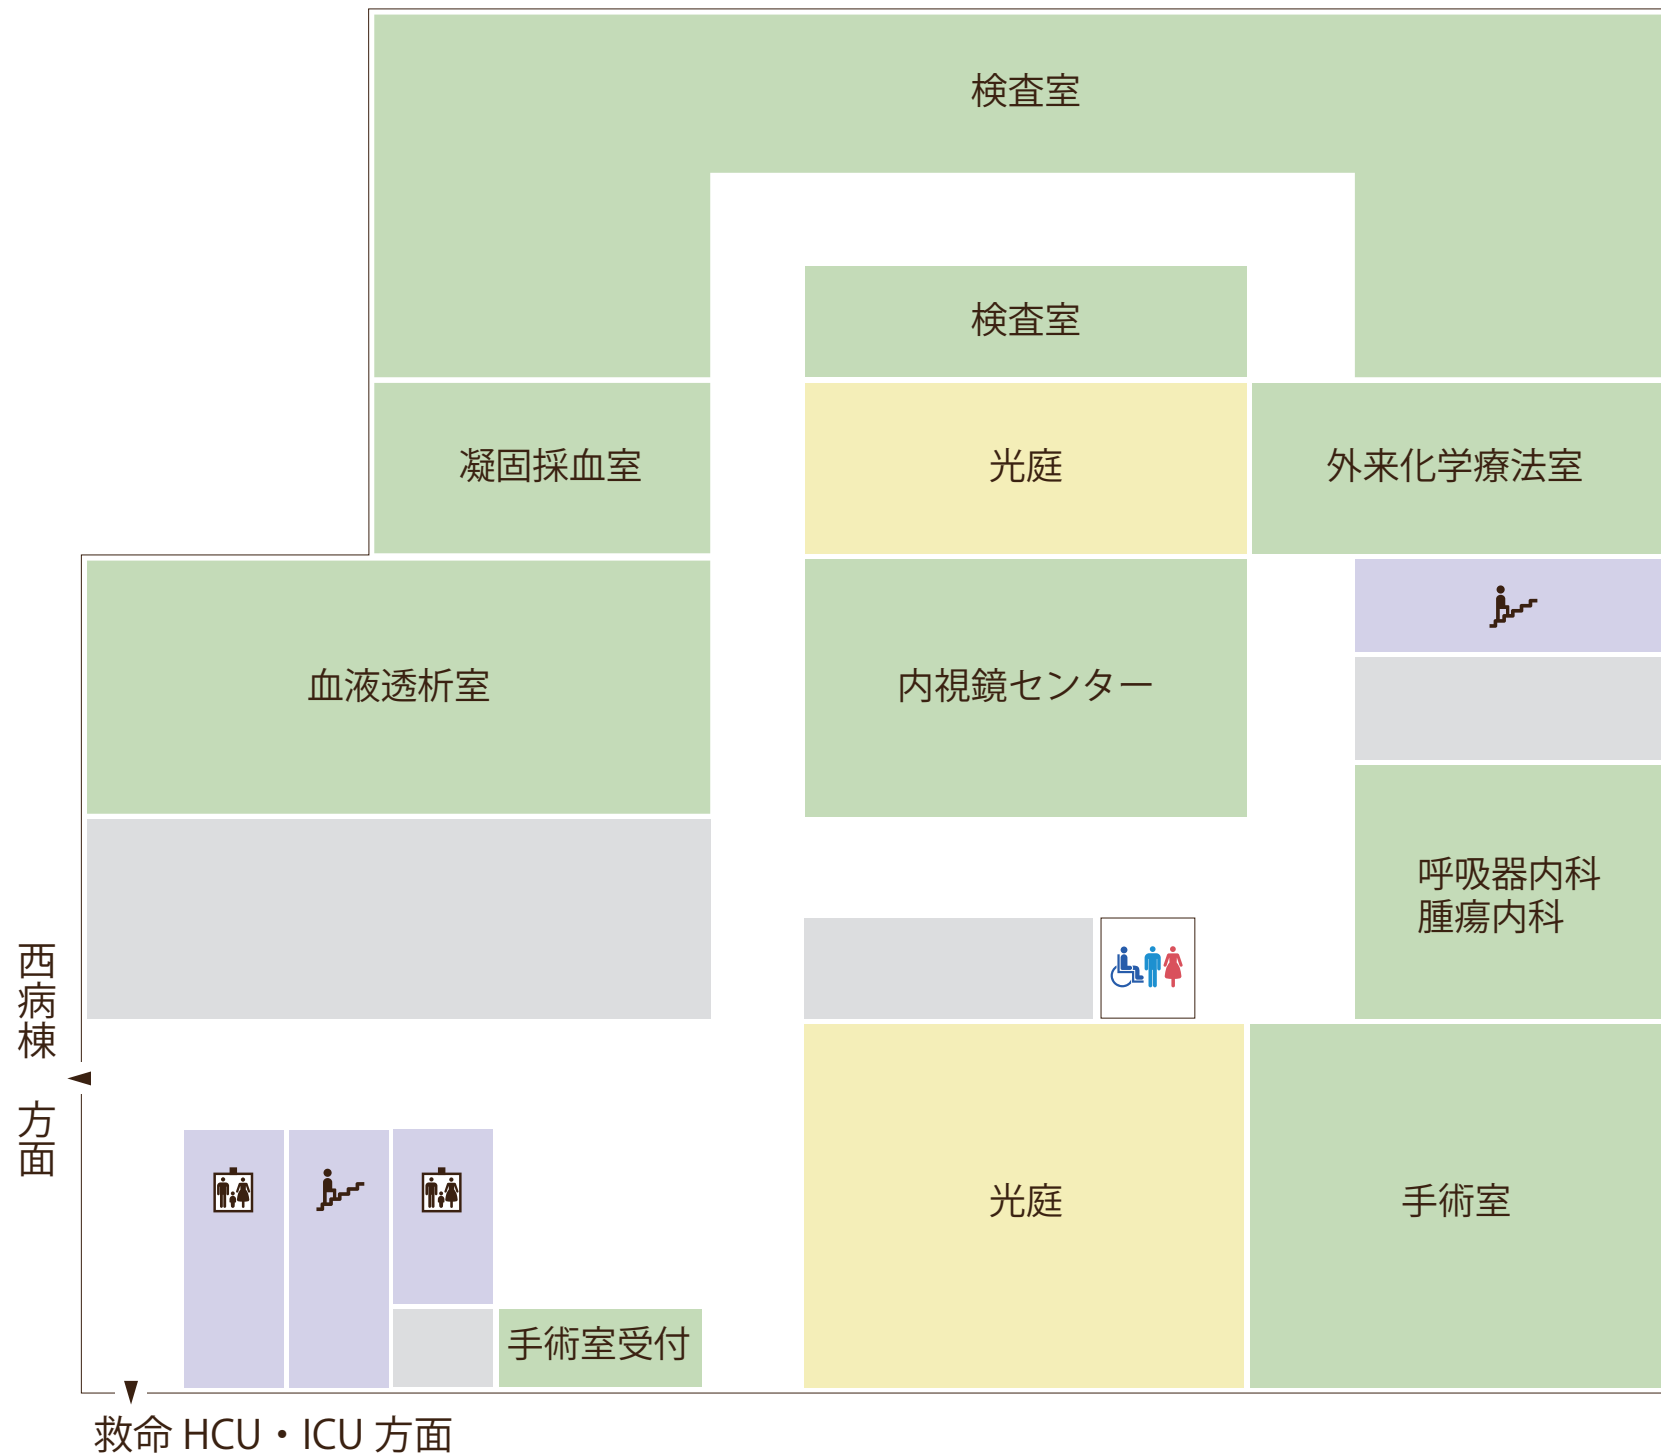 検査室
検査室
凝固採血室
光庭
外来化学療法室
血液透析室
内視鏡センター
呼吸器内科
腫瘍内科
西病棟 方面
光庭
手術室
手術室受付
救命 HCU・ICU 方面